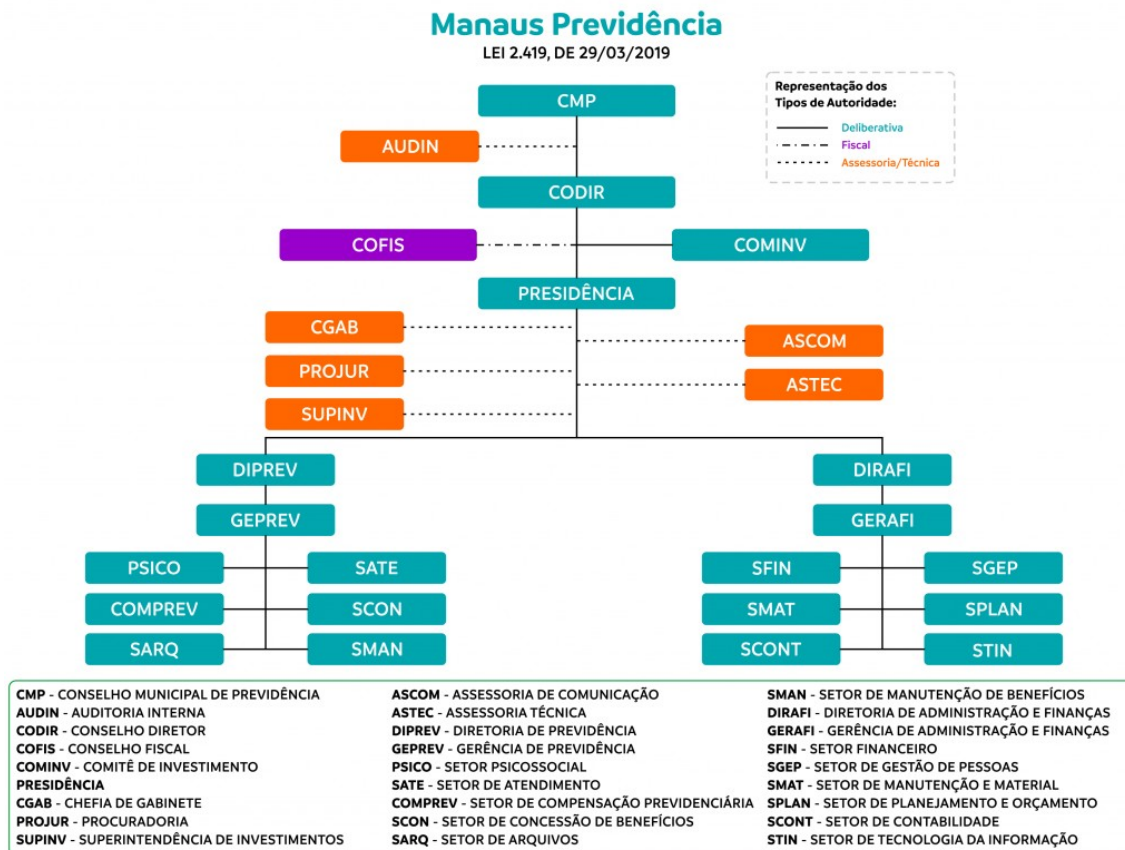 Manaus Previdência
LEI 2.419, DE 29/03/2019
Representação dos
Tipos de Autoridade:
Deliberativa
Fiscal
Assessoria/Técnica
CMP
AUDIN
CODIR
COFIS
COMINV
PRESIDÊNCIA
CGAB
ASCOM
PROJUR
ASTEC
SUPINV
DIPREV
DIRAFI
GEPREV
GERAFI
PSICO
SATE
SFIN
SGEP
COMPREV
SCON
SMAT
SPLAN
SARQ
SMAN
SCONT
STIN
CMP - CONSELHO MUNICIPAL DE PREVIDÊNCIA
AUDIN - AUDITORIA INTERNA
CODIR - CONSELHO DIRETOR
COFIS - CONSELHO FISCAL
COMINV - COMITÊ DE INVESTIMENTO
PRESIDÊNCIA
CGAB - CHEFIA DE GABINETE
PROJUR - PROCURADORIA
SUPINV - SUPERINTENDÊNCIA DE INVESTIMENTOS
ASCOM - ASSESSORIA DE COMUNICAÇÃO
ASTEC - ASSESSORIA TÉCNICA
DIPREV - DIRETORIA DE PREVIDÊNCIA
GEPREV - GERÊNCIA DE PREVIDÊNCIA
PSICO - SETOR PSICOSSOCIAL
SATE - SETOR DE ATENDIMENTO
COMPREV - SETOR DE COMPENSAÇÃO PREVIDENCIÁRIA
SCON - SETOR DE CONCESSÃO DE BENEFÍCIOS
SARQ - SETOR DE ARQUIVOS
SMAN - SETOR DE MANUTENÇÃO DE BENEFÍCIOS
DIRAFI - DIRETORIA DE ADMINISTRAÇÃO E FINANÇAS
GERAFI - GERÊNCIA DE ADMINISTRAÇÃO E FINANÇAS
SFIN - SETOR FINANCEIRO
SGEP - SETOR DE GESTÃO DE PESSOAS
SMAT - SETOR DE MANUTENÇÃO E MATERIAL
SPLAN - SETOR DE PLANEJAMENTO E ORÇAMENTO
SCONT - SETOR DE CONTABILIDADE
STIN - SETOR DE TECNOLOGIA DA INFORMAÇÃO